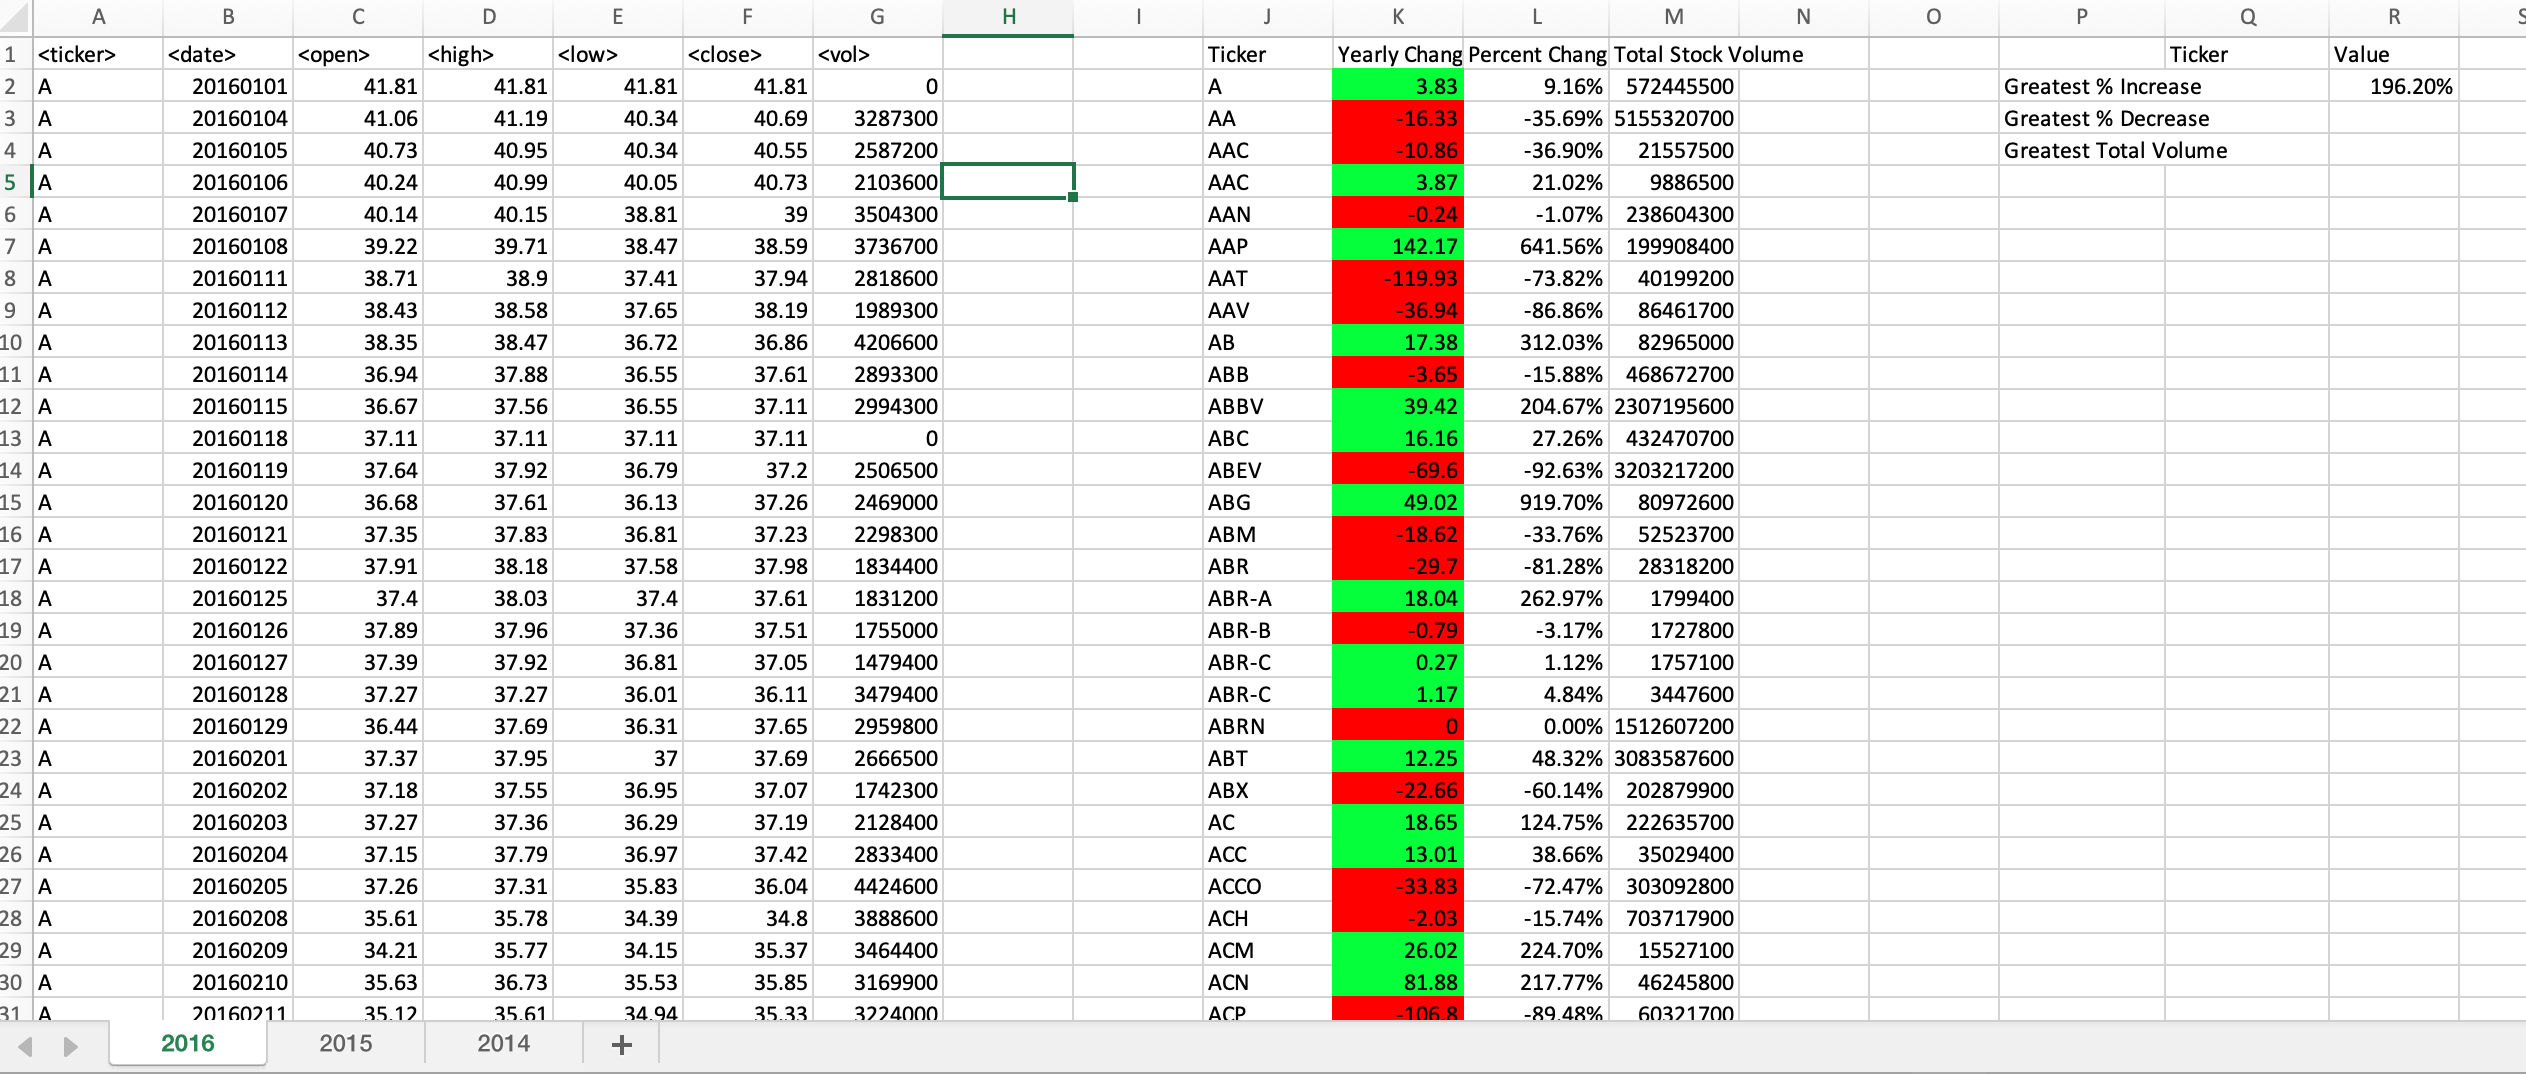 A B C D E F G H I J K L M N O P Q R S
1 <ticker> <date> <open> <high> <low> <close> <vol> Ticker Yearly Chang Percent Chang Total Stock Volume Ticker Value
2 A 20160101 41.81 41.81 41.81 41.81 0 A 3.83 9.16% 572445500 Greatest % Increase 196.20%
3 A 20160104 41.06 41.19 40.34 40.69 3287300 AA -16.33 -35.69% 5155320700 Greatest % Decrease
4 A 20160105 40.73 40.95 40.34 40.55 2587200 AAC -10.86 -36.90% 21557500 Greatest Total Volume
5 A 20160106 40.24 40.99 40.05 40.73 2103600 AAC 3.87 21.02% 9886500
6 A 20160107 40.14 40.15 38.81 39 3504300 AAN -0.24 -1.07% 238604300
7 A 20160108 39.22 39.71 38.47 38.59 3736700 AAP 142.17 641.56% 199908400
8 A 20160111 38.71 38.9 37.41 37.94 2818600 AAT -119.93 -73.82% 40199200
9 A 20160112 38.43 38.58 37.65 38.19 1989300 AAV -36.94 -86.86% 86461700
10 A 20160113 38.35 38.47 36.72 36.86 4206600 AB 17.38 312.03% 82965000
11 A 20160114 36.94 37.88 36.55 37.61 2893300 ABB -3.65 -15.88% 468672700
12 A 20160115 36.67 37.56 36.55 37.11 2994300 ABBV 39.42 204.67% 2307195600
13 A 20160118 37.11 37.11 37.11 37.11 0 ABC 16.16 27.26% 432470700
14 A 20160119 37.64 37.92 36.79 37.2 2506500 ABEV -69.6 -92.63% 3203217200
15 A 20160120 36.68 37.61 36.13 37.26 2469000 ABG 49.02 919.70% 80972600
16 A 20160121 37.35 37.83 36.81 37.23 2298300 ABM -18.62 -33.76% 52523700
17 A 20160122 37.91 38.18 37.58 37.98 1834400 ABR -29.7 -81.28% 28318200
18 A 20160125 37.4 38.03 37.4 37.61 1831200 ABR-A 18.04 262.97% 1799400
19 A 20160126 37.89 37.96 37.36 37.51 1755000 ABR-B -0.79 -3.17% 1727800
20 A 20160127 37.39 37.92 36.81 37.05 1479400 ABR-C 0.27 1.12% 1757100
21 A 20160128 37.27 37.27 36.01 36.11 3479400 ABR-C 1.17 4.84% 3447600
22 A 20160129 36.44 37.69 36.31 37.65 2959800 ABRN 0 0.00% 1512607200
23 A 20160201 37.37 37.95 37 37.69 2666500 ABT 12.25 48.32% 3083587600
24 A 20160202 37.18 37.55 36.95 37.07 1742300 ABX -22.66 -60.14% 202879900
25 A 20160203 37.27 37.36 36.29 37.19 2128400 AC 18.65 124.75% 222635700
26 A 20160204 37.15 37.79 36.97 37.42 2833400 ACC 13.01 38.66% 35029400
27 A 20160205 37.26 37.31 35.83 36.04 4424600 ACCO -33.83 -72.47% 303092800
28 A 20160208 35.61 35.78 34.39 34.8 3888600 ACH -2.03 -15.74% 703717900
29 A 20160209 34.21 35.77 34.15 35.37 3464400 ACM 26.02 224.70% 15527100
30 A 20160210 35.63 36.73 35.53 35.85 3169900 ACN 81.88 217.77% 46245800
31 A 20160211 35.12 35.61 34.94 35.33 3224000 ACP -106.8 -89.48% 60321700
2016 2015 2014 +